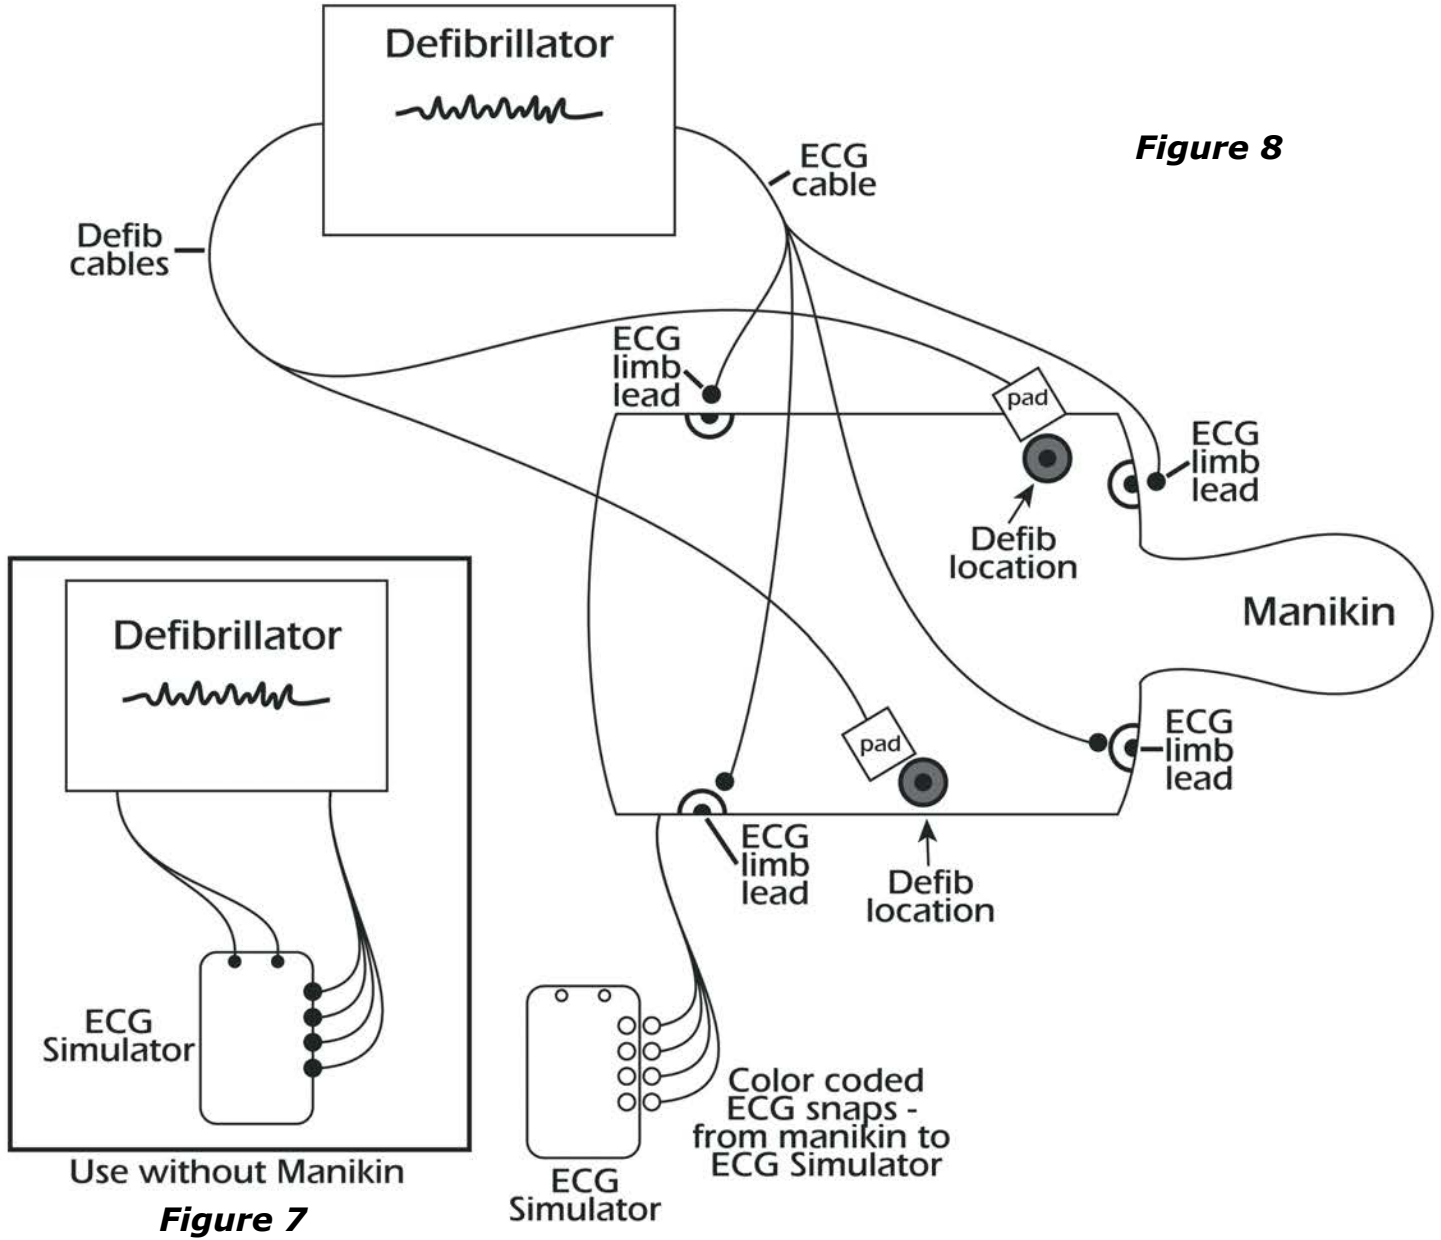 Defibrillator
ECG
cable
Figure 8
Defib
cables
ECG
limb
lead
pad
ECG
limb
lead
Defib
location
Manikin
Defibrillator
pad
ECG
limb
lead
ECG
limb
lead
Defib
location
ECG
Simulator
Color coded
ECG snaps -
from manikin to
ECG Simulator
Use without Manikin
ECG
Simulator
Figure 7